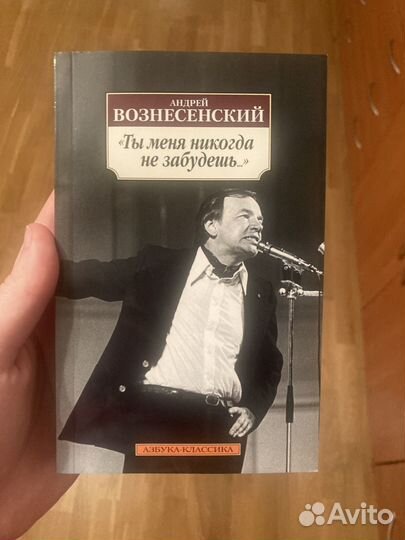 АНДРЕЙ
ВОЗНЕСЕНСКИЙ
«Ты меня никогда
не забудешь...»
АЗБУКА-КЛАССИКА
Avito